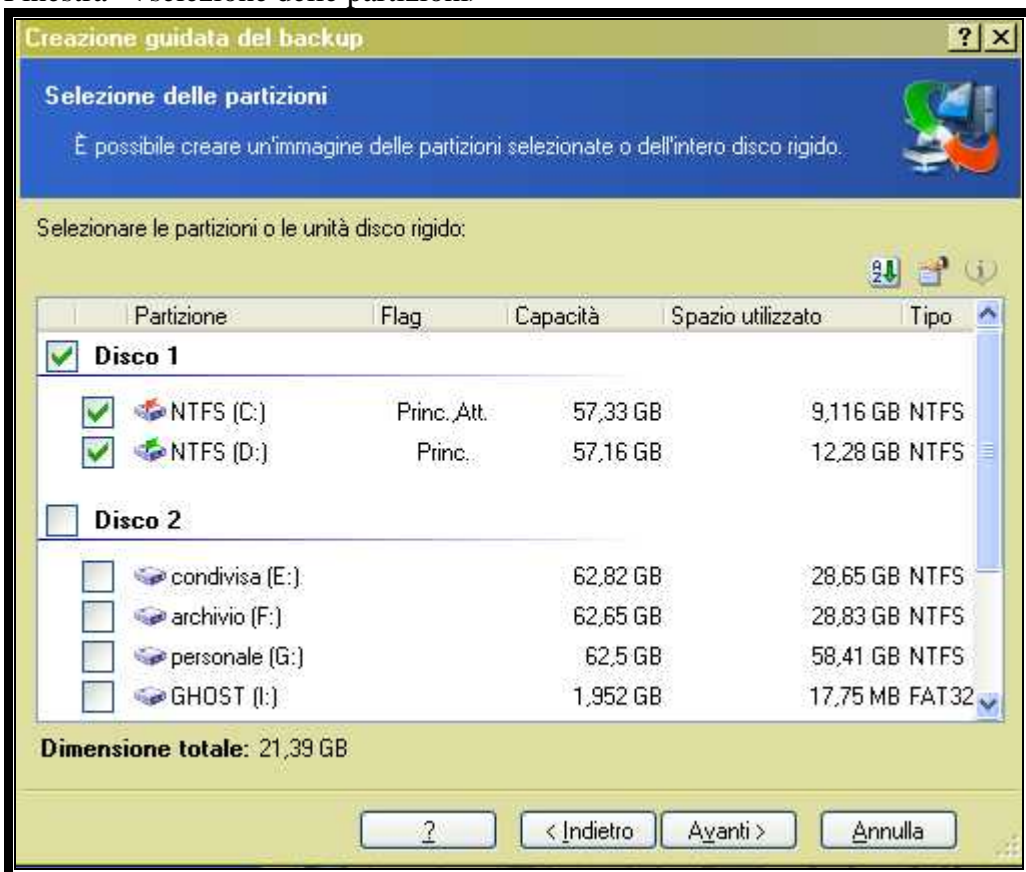 Finestra "selezione delle partizioni
Creazione guidata del backup
Selezione delle partizioni
È possibile creare un'immagine delle partizioni selezionate o dell'intero disco rigido.
Selezionare le partizioni o le unità disco rigido:
Partizione Flag Capacità Spazio utilizzato Tipo
Disco 1
NTFS (C:) Princ.,Att. 57,33 GB 9,116 GB NTFS
NTFS (D:) Princ. 57,16 GB 12,28 GB NTFS
Disco 2
condivisa (E:) 62,82 GB 28,65 GB NTFS
archivio (F:) 62,65 GB 28,83 GB NTFS
personale (G:) 62,5 GB 58,41 GB NTFS
GHOST (I:) 1,952 GB 17,75 MB FAT32
Dimensione totale: 21,39 GB
? < Indietro Avanti > Annulla